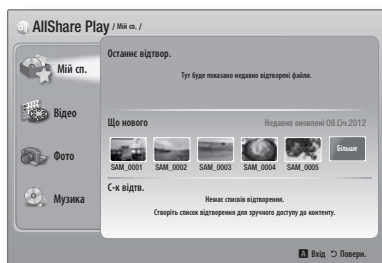 AllShare Play / Мій сп. /
Мій сп.
Відео
Фото
Музика
Останнє відтвор.
Тут буде показано недавно відтворені файли.
Що нового
Недавно оновлені 09.Січ.2012
SAM_0001 SAM_0002 SAM_0003 SAM_0004 SAM_0005
Більше
С-к відтв.
Немає списків відтворення.
Створіть список відтворення для зручного доступу до контенту.
A Вхід Поверн.